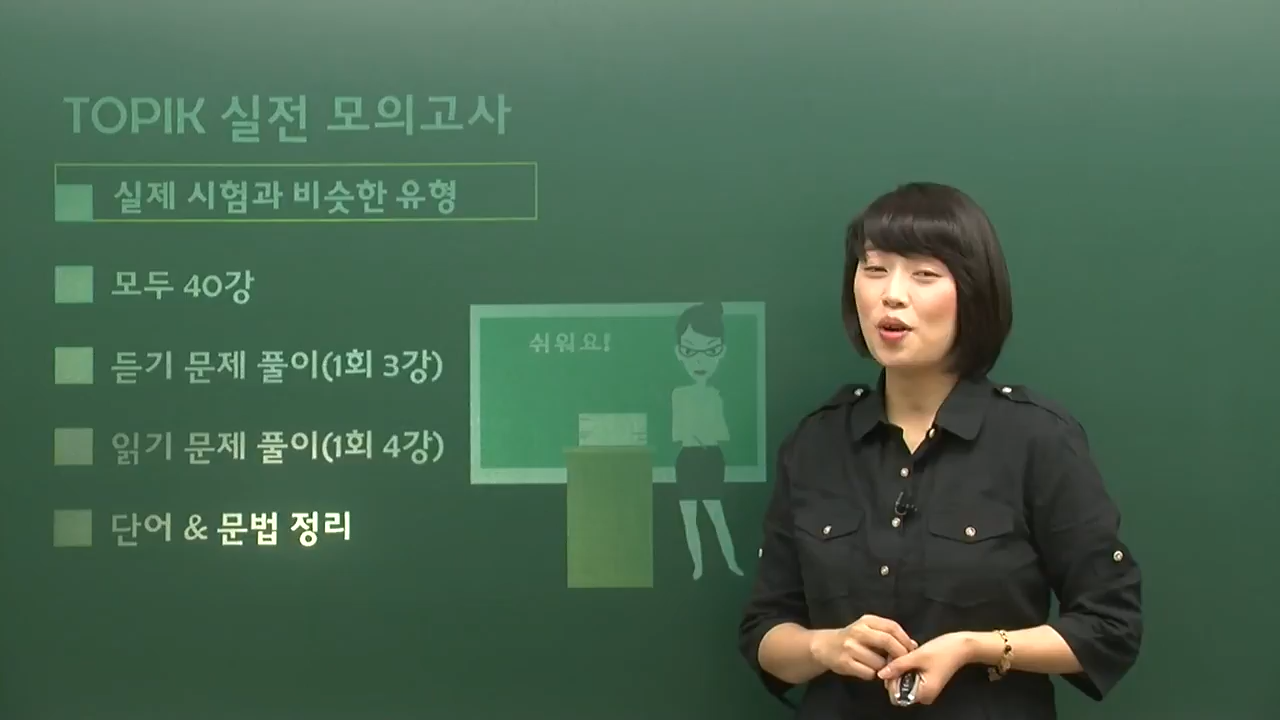 TOPIK 실전 모의고사
실제 시험과 비슷한 유형
모두 40강
듣기 문제 풀이(1회 3강)
읽기 문제 풀이(1회 4강)
단어 & 문법 정리
쉬워요!